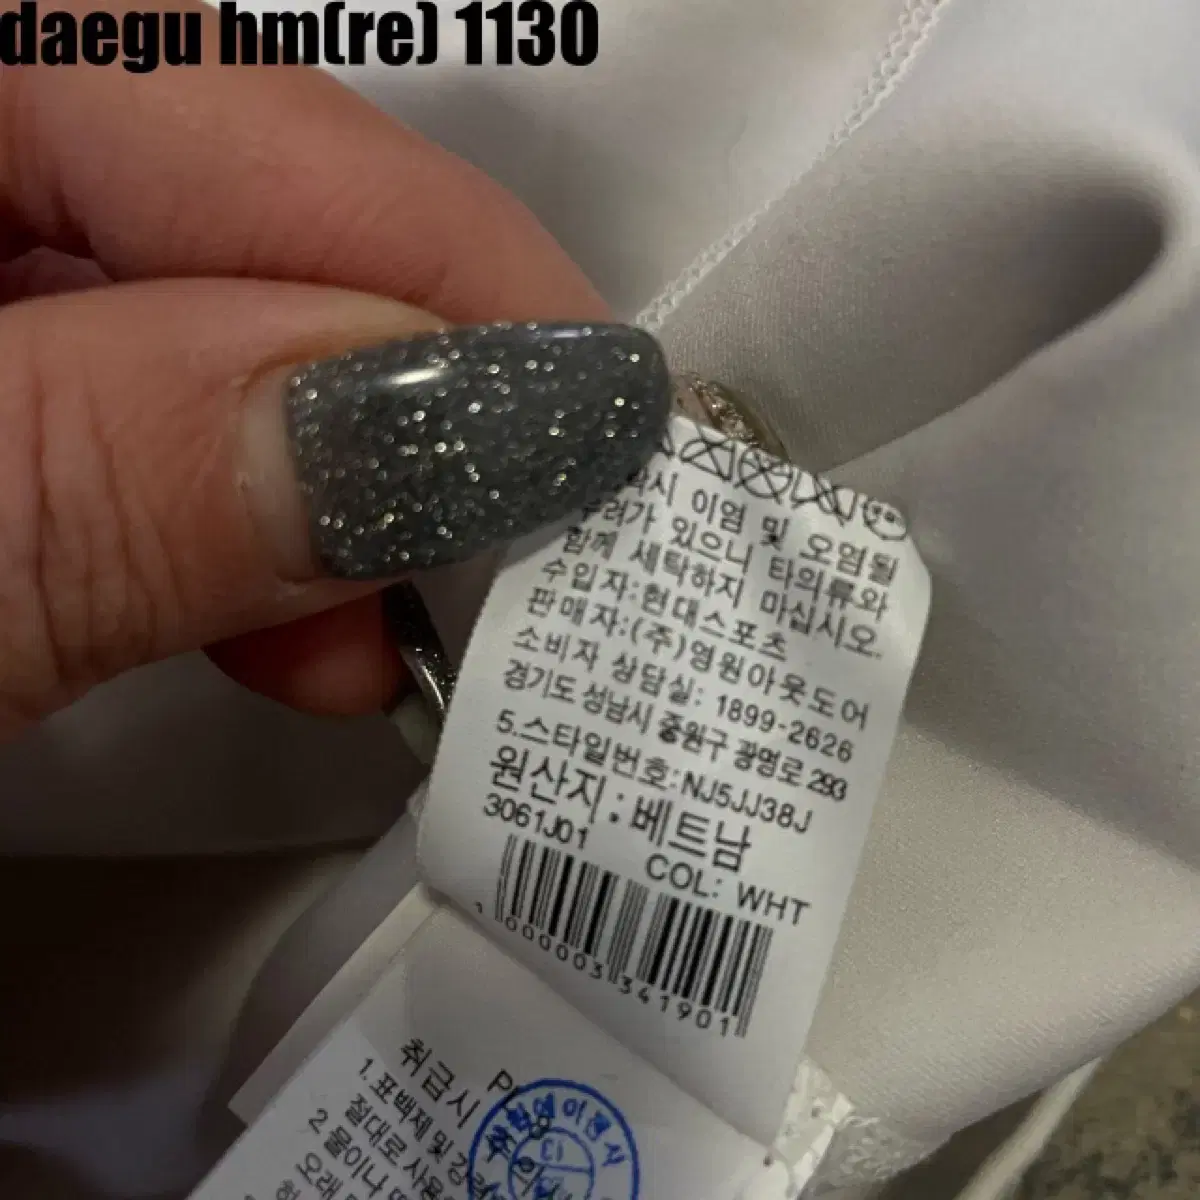 daegu hm(re) 1130
이염 및 오염될
우려가 있으니 타의류와
함께 세탁하지 마십시오.
수입자:현대스포츠
판매자:(주)영원아웃도어
소비자 상담실: 1899-2626
경기도 성남시 중원구 광명로 293
5.스타일번호:NJ5JJ38J
원산지 : 베트남
3061J01
COL: WHT
1000003341901
취급시
1.표백제 및
절대로 사용
2 물이나
오래